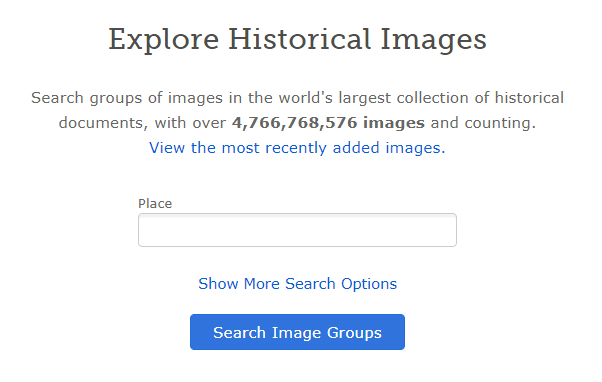 Explore Historical Images
Search groups of images in the world's largest collection of historical
documents, with over 4,766,768,576 images and counting.
View the most recently added images.
Place
Show More Search Options
Search Image Groups